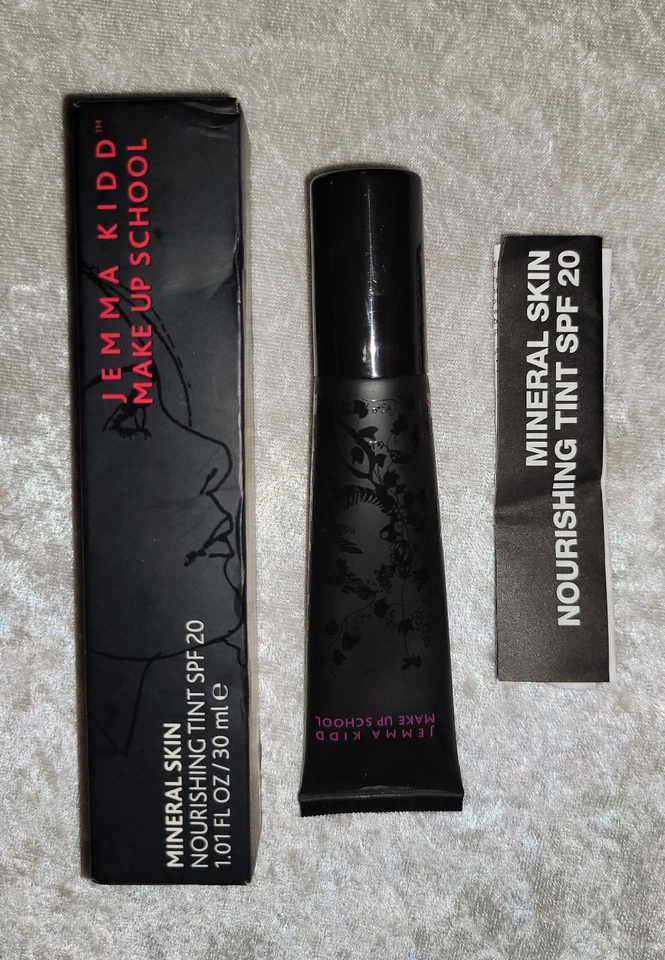 JEMMA KIDD™
MAKE UP SCHOOL
MINERAL SKIN
NOURISHING TINT SPF 20
1.01 FL OZ / 30 ml ℮
JEMMA KIDD
MAKE UP SCHOOL
MINERAL SKIN
NOURISHING TINT SPF 20